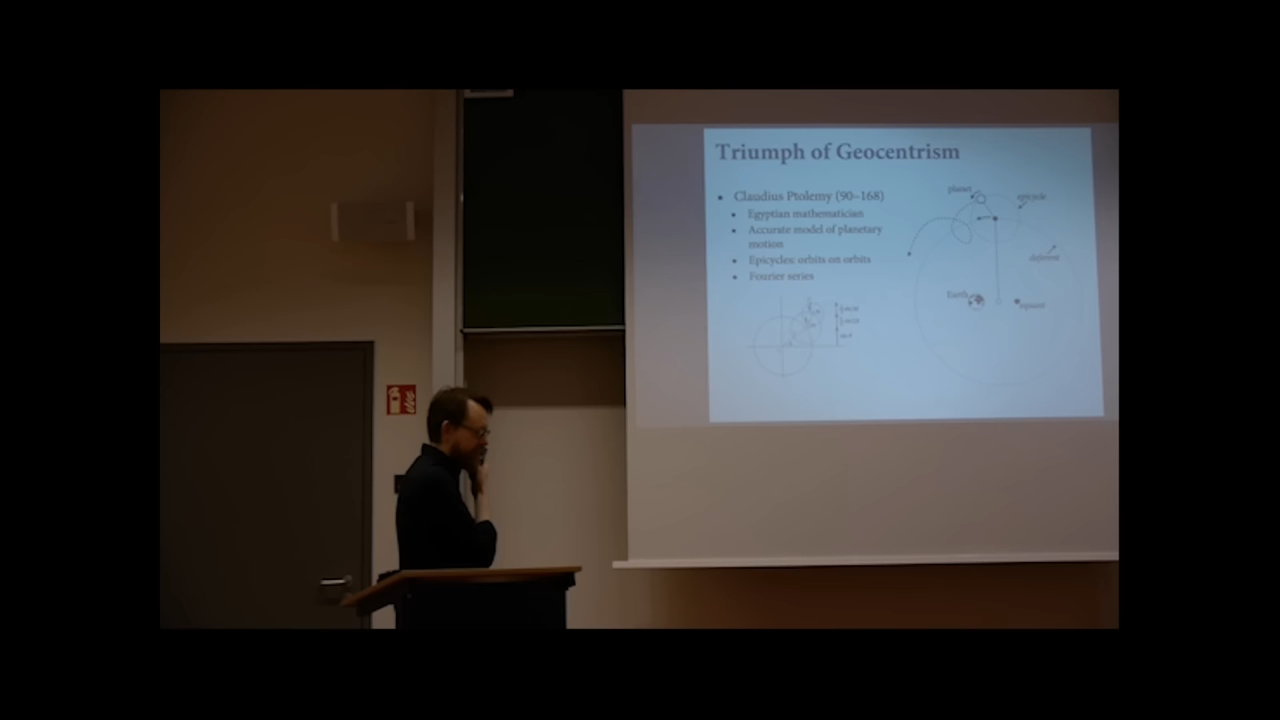 Triumph of Geocentrism
• Claudius Ptolemy (90–168)
• Egyptian mathematician
• Accurate model of planetary
motion
• Epicycles: orbits on orbits
• Fourier series
planet
epicycle
deferent
Earth
equant